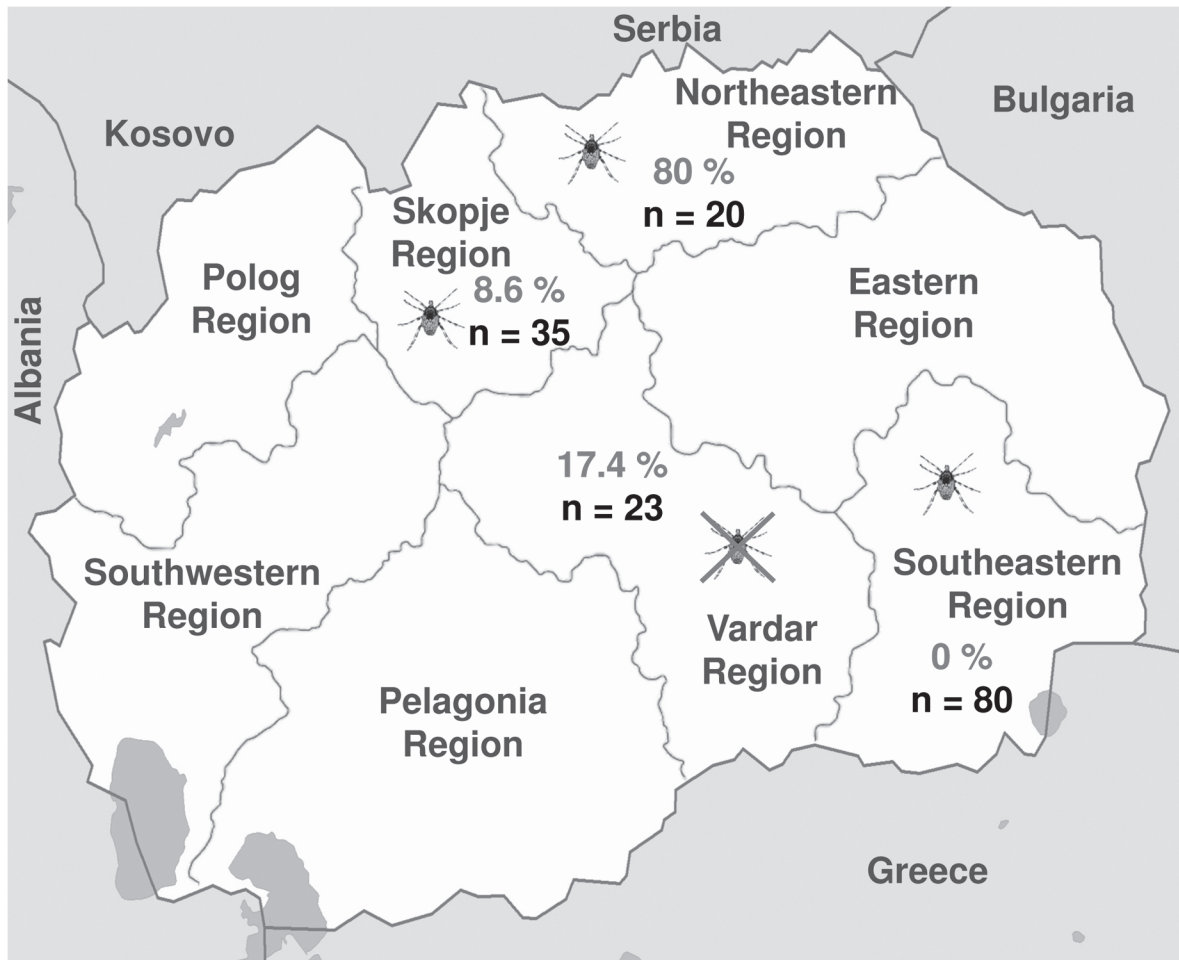 Serbia
Northeastern
Region
80 %
n = 20
Bulgaria
Kosovo
Skopje
Region
8.6 %
n = 35
Polog
Region
Eastern
Region
Albania
17.4 %
n = 23
Vardar
Region
Southeastern
Region
0 %
n = 80
Southwestern
Region
Pelagonia
Region
Greece